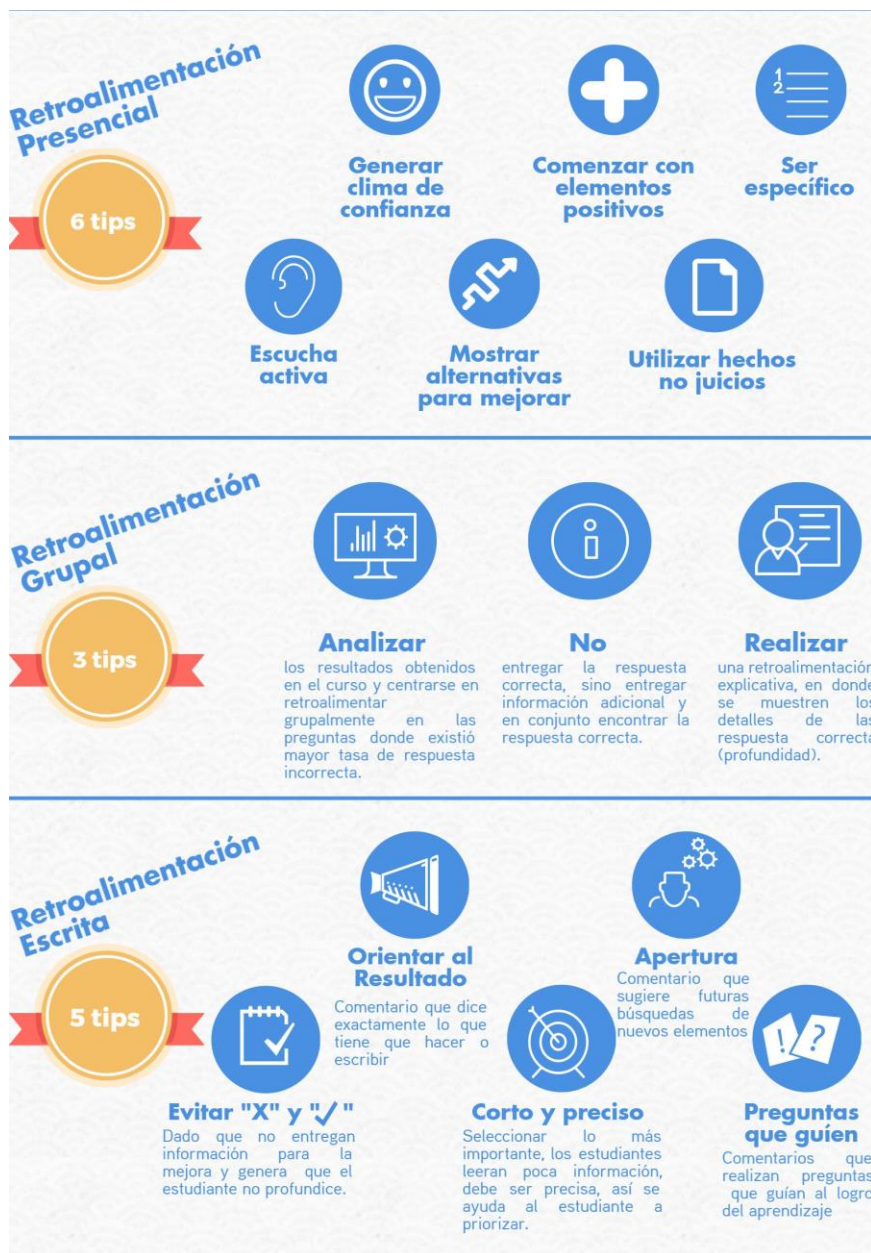 Retroalimentación
Presencial
6 tips
Generar
clima de
confianza
Comenzar con
elementos
positivos
1
2
Ser
específico
Escucha
activa
Mostrar
alternativas
para mejorar
Utilizar hechos
no juicios
Retroalimentación
Grupal
3 tips
Analizar
los resultados obtenidos
en el curso y centrarse en
retroalimentar
grupalmente en las
preguntas donde existió
mayor tasa de respuesta
incorrecta.
No
entregar la respuesta
correcta, sino entregar
información adicional y
en conjunto encontrar la
respuesta correcta.
Realizar
una retroalimentación
explicativa, en donde
se muestren los
detalles de las
respuesta correcta
(profundidad).
Retroalimentación
Escrita
5 tips
Orientar al
Resultado
Comentario que dice
exactamente lo que
tiene que hacer o
escribir
Apertura
Comentario que
sugiere futuras
búsquedas de
nuevos elementos
Evitar "X" y "✓"
Dado que no entregan
información para la
mejora y genera que el
estudiante no profundice.
Corto y preciso
Seleccionar lo más
importante, los estudiantes
leeran poca información,
debe ser precisa, así se
ayuda al estudiante a
priorizar.
! ?
Preguntas
que guíen
Comentarios que
realizan preguntas
que guían al logro
del aprendizaje